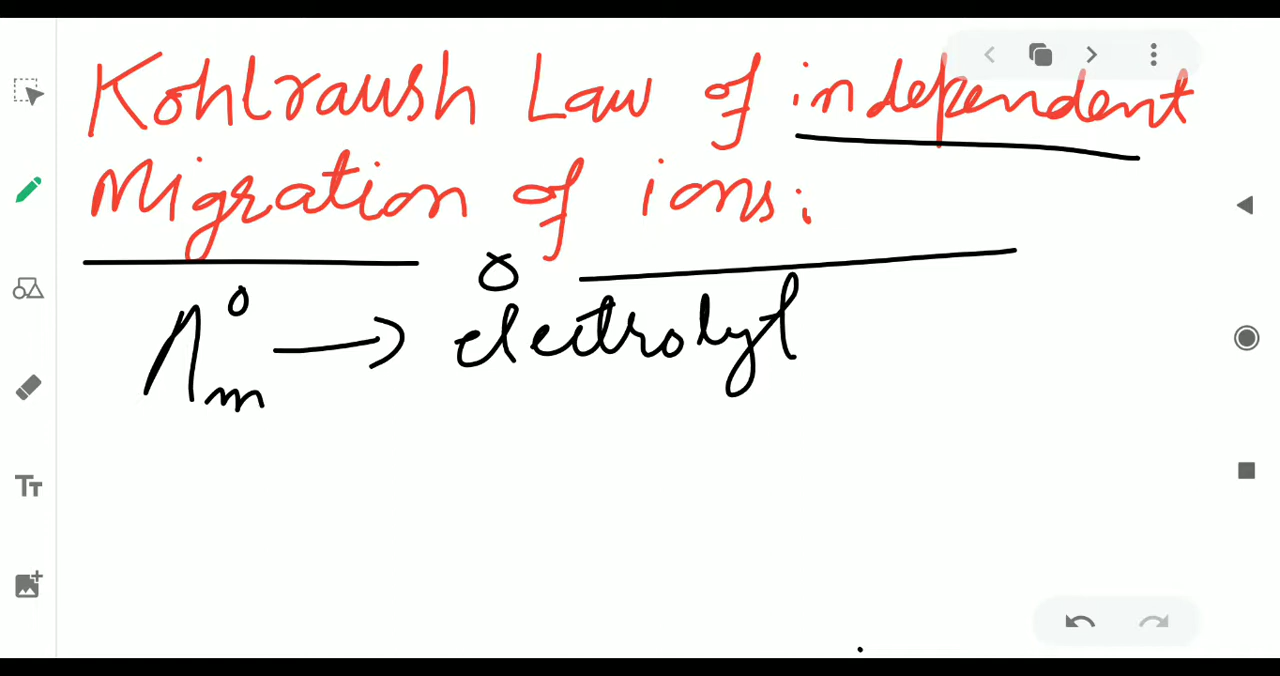 Kohlraush Law of independent
Migration of ions:
Λ°m → electrolyt